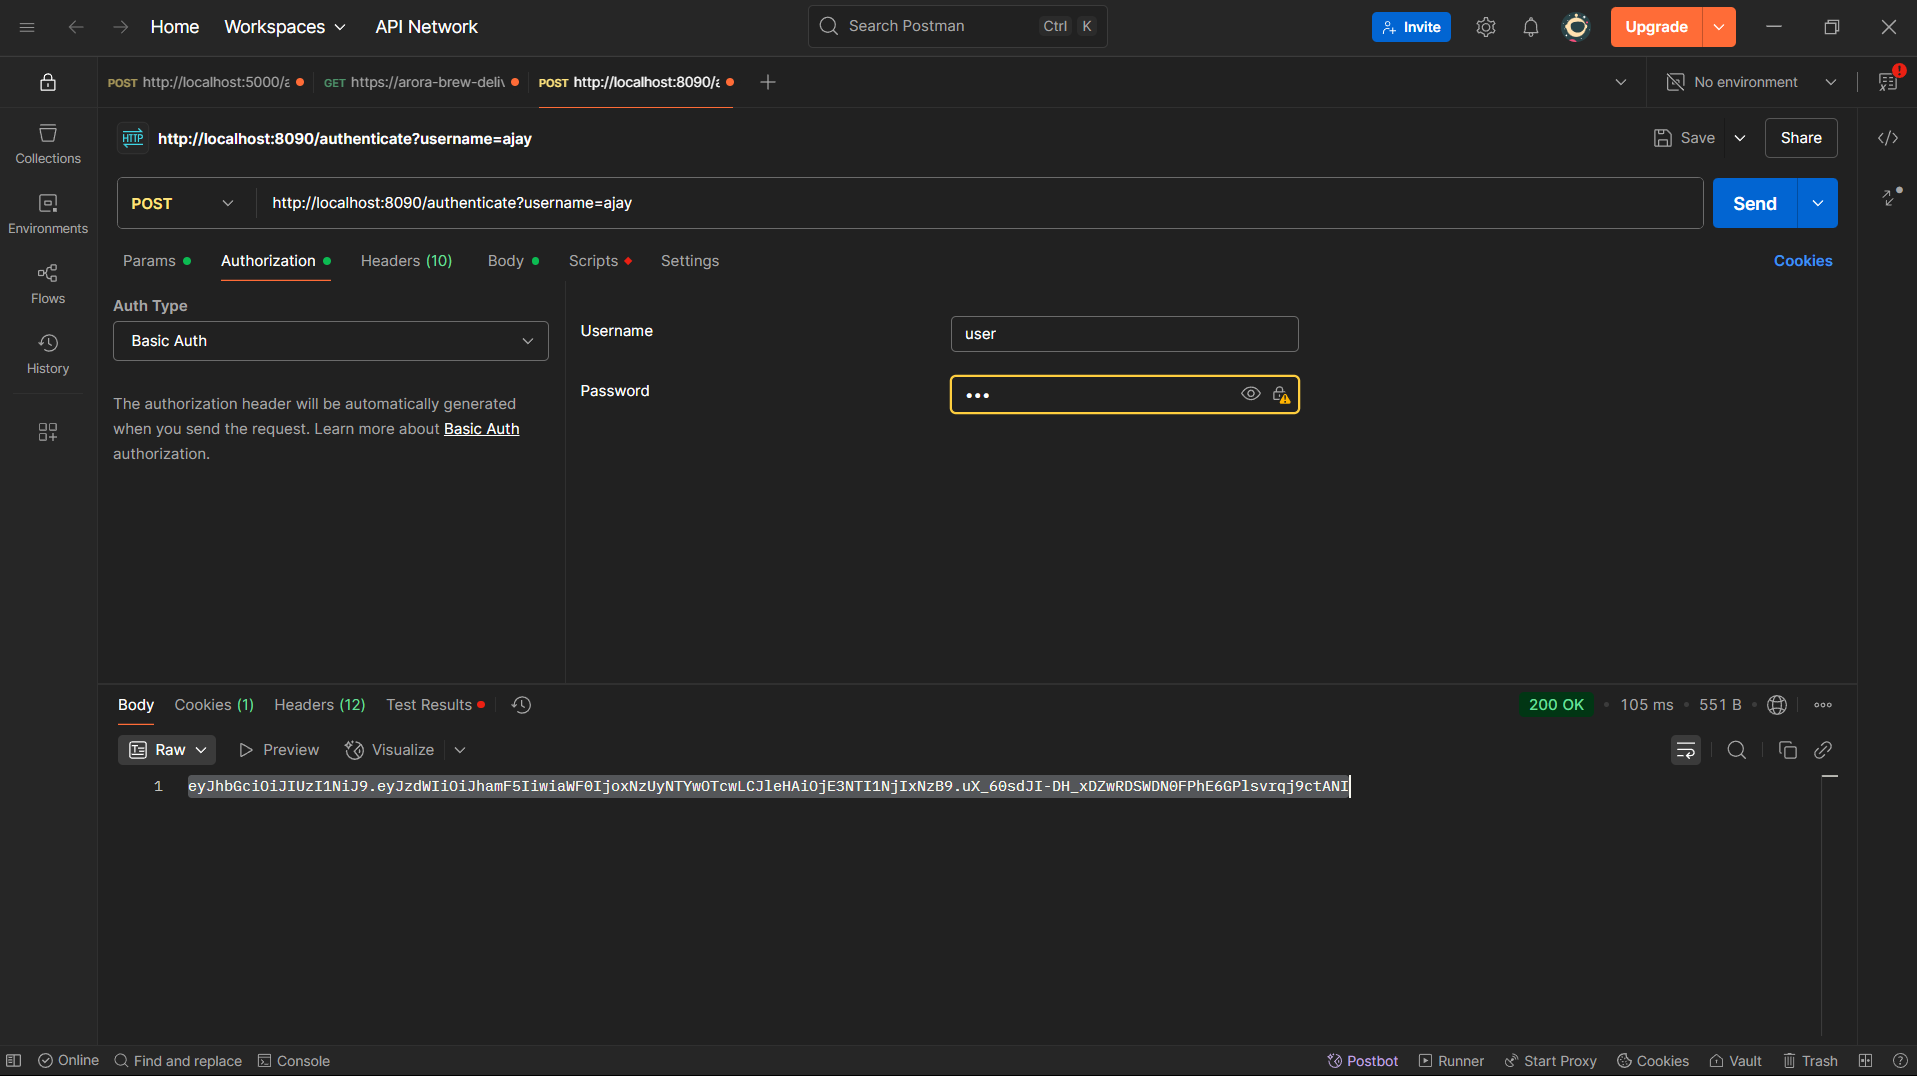 Home Workspaces API Network Search Postman Ctrl K Invite Upgrade
POST http://localhost:5000/a GET https://arora-brew-deliv POST http://localhost:8090/a No environment
HTTP http://localhost:8090/authenticate?username=ajay Save Share
Collections
Environments
Flows
History
POST http://localhost:8090/authenticate?username=ajay Send
Params Authorization Headers (10) Body Scripts Settings Cookies
Auth Type
Basic Auth
The authorization header will be automatically generated
when you send the request. Learn more about Basic Auth
authorization.
Username user
Password •••
Body Cookies (1) Headers (12) Test Results 200 OK • 105 ms • 551 B
Raw Preview Visualize
1 eyJhbGciOiJIUzI1NiJ9.eyJzdWIiOiJhamF5IiwiaWF0IjoxNzUyNTYwOTcwLCJleHAiOjE3NTI1NjIxNzB9.uX_60sdJI-DH_xDZwRDSWDN0FPhE6GPlsvrqj9ctANI
Online Find and replace Console Postbot Runner Start Proxy Cookies Vault Trash